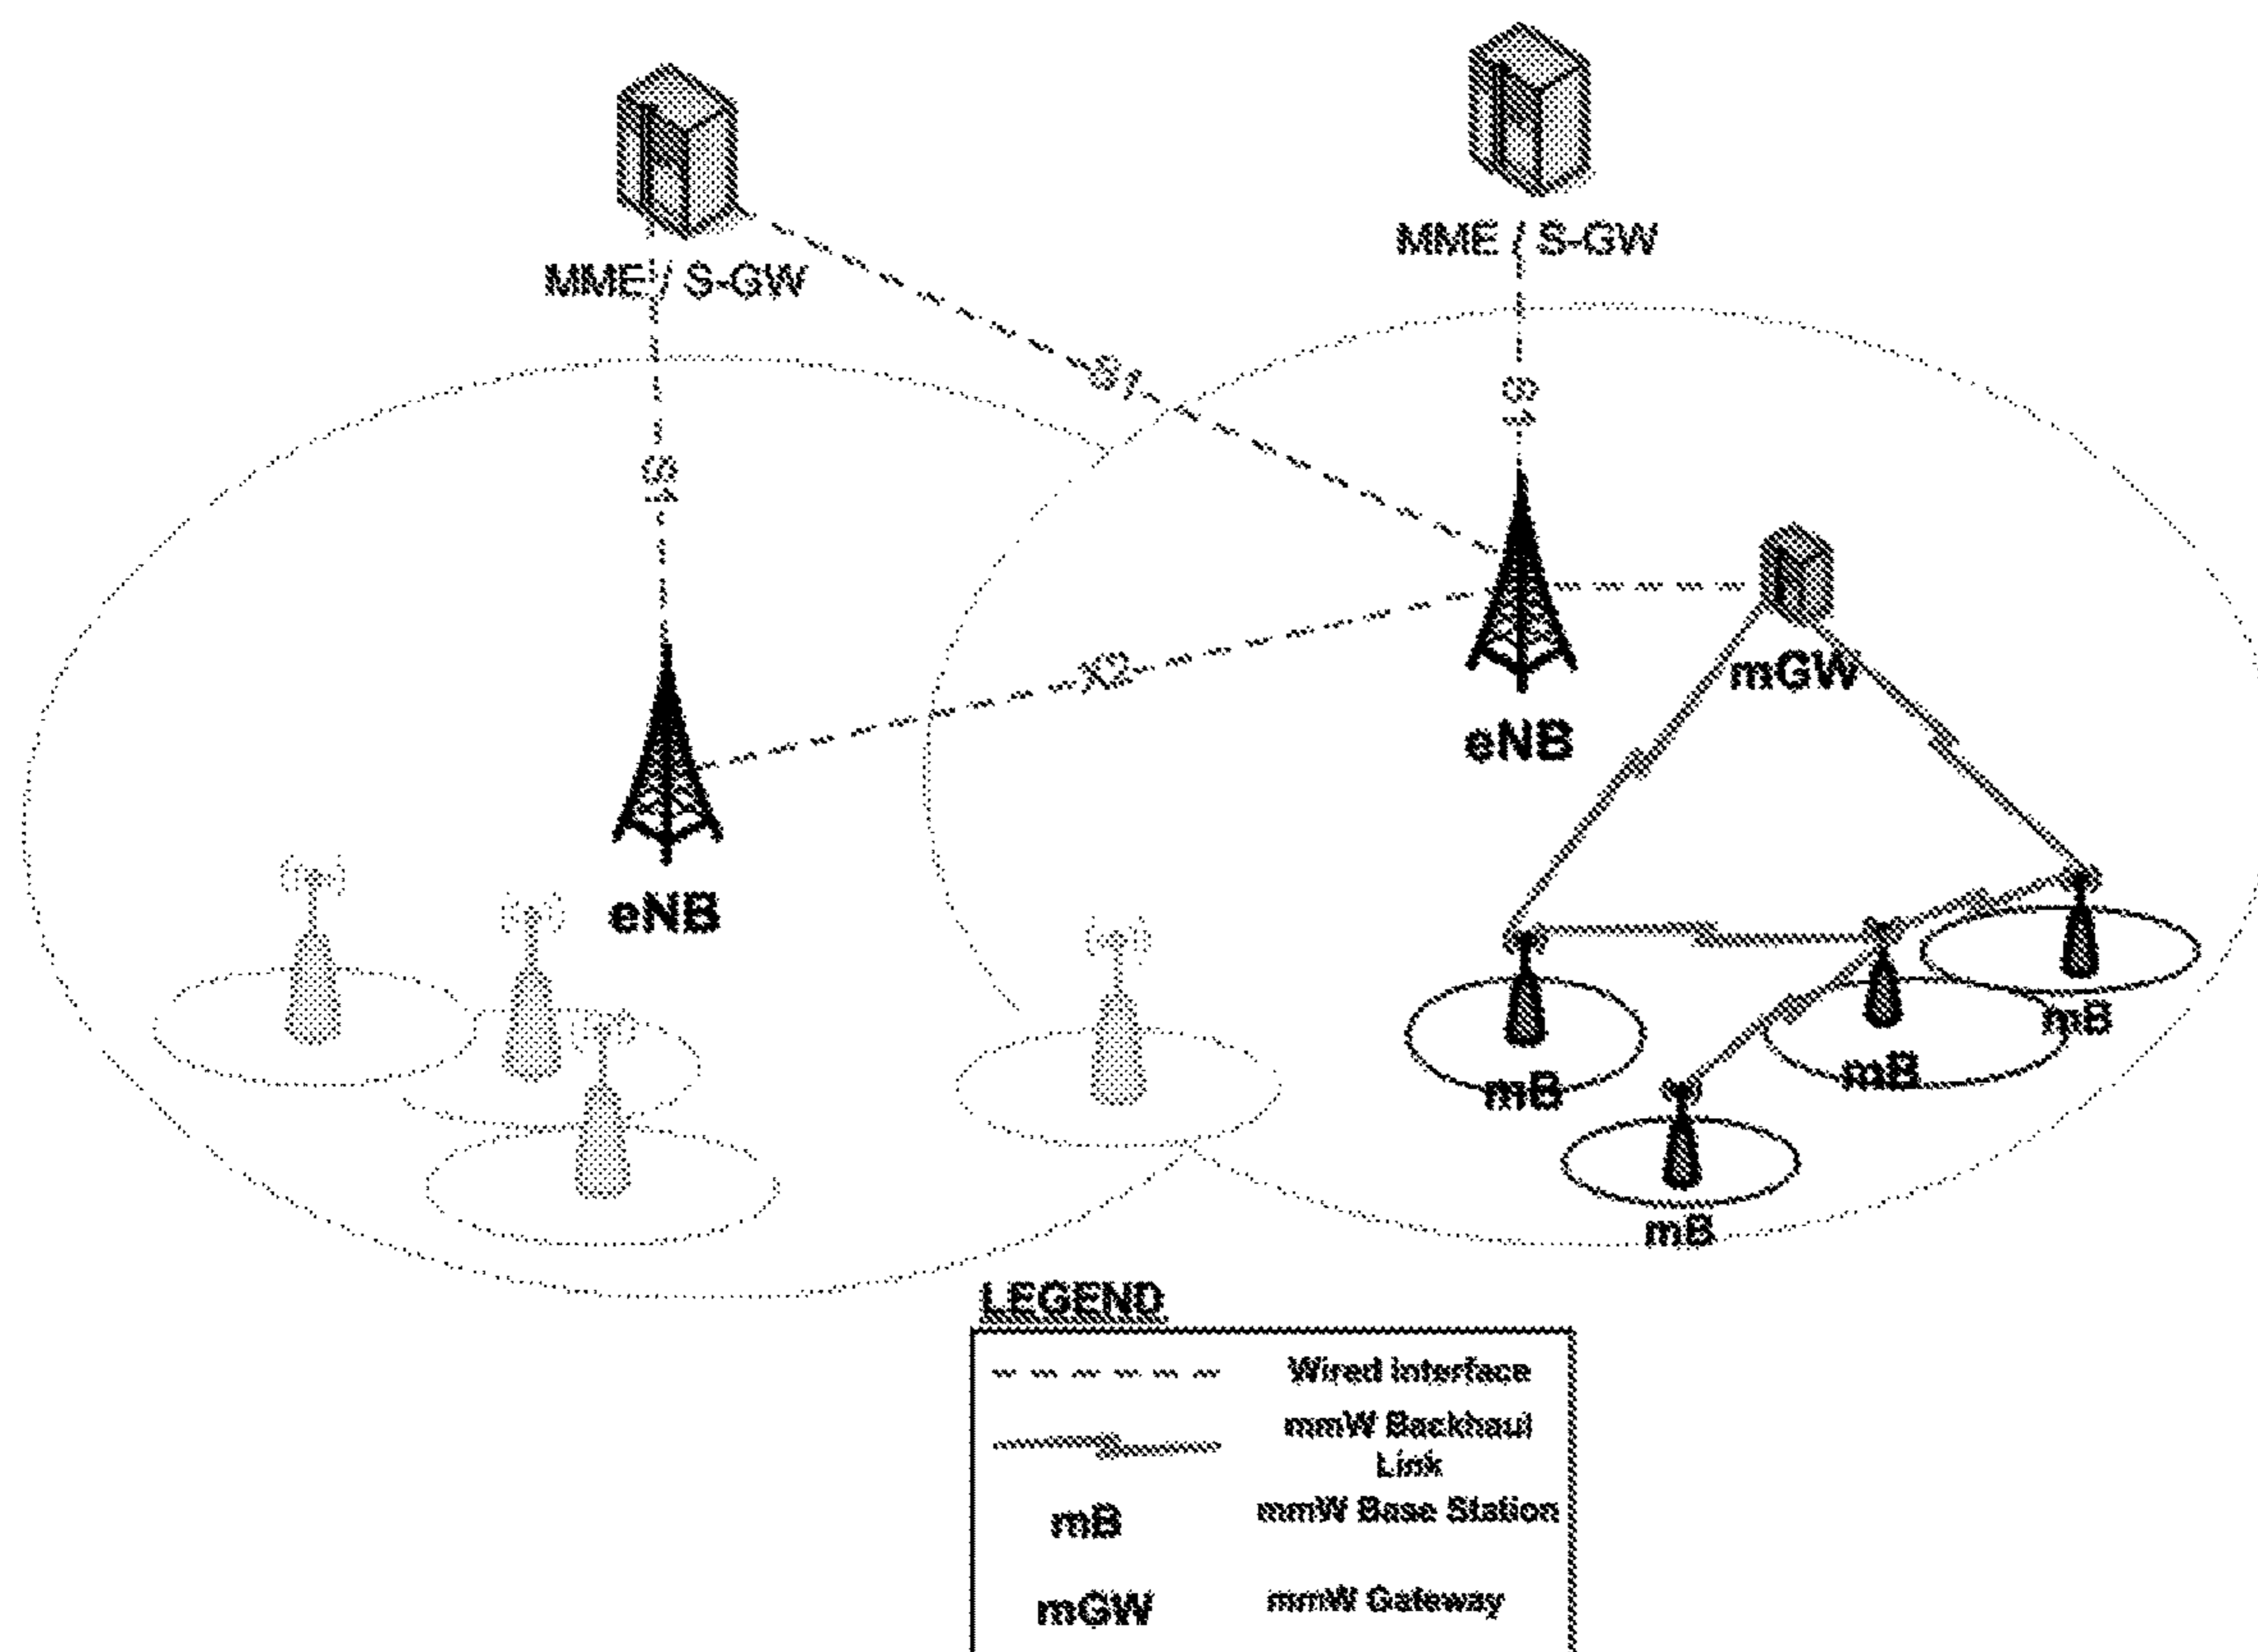 MME / S-GW
MME / S-GW
S1
S1
S1
X2
mGW
eNB
eNB
mB
mB
mB
mB
LEGEND
Wired interface
mmW Backhaul
Link
mB mmW Base Station
mGW mmW Gateway